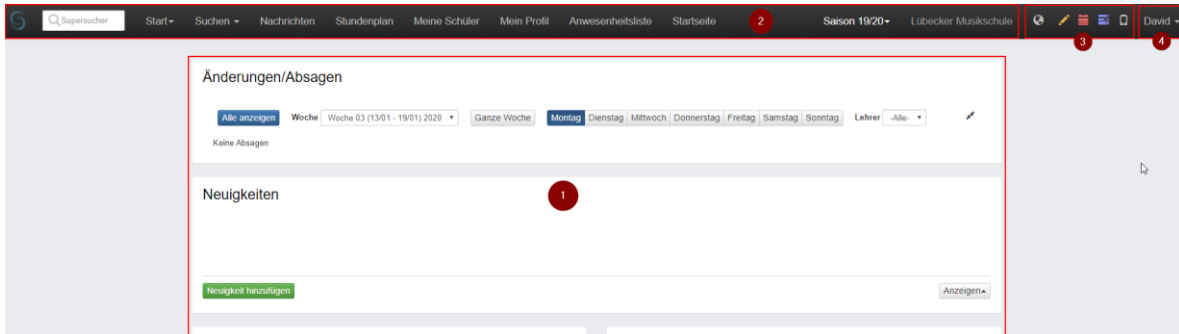 Supersucher Start Suchen Nachrichten Stundenplan Meine Schüler Mein Profil Anwesenheitsliste Startseite 2 Saison 19/20 Lübecker Musikschule David
3 4
Änderungen/Absagen
Alle anzeigen Woche Woche 03 (13/01 - 19/01) 2020 Ganze Woche Montag Dienstag Mittwoch Donnerstag Freitag Samstag Sonntag Lehrer -Alle-
Keine Absagen
Neuigkeiten 1
Neuigkeit hinzufügen Anzeigen